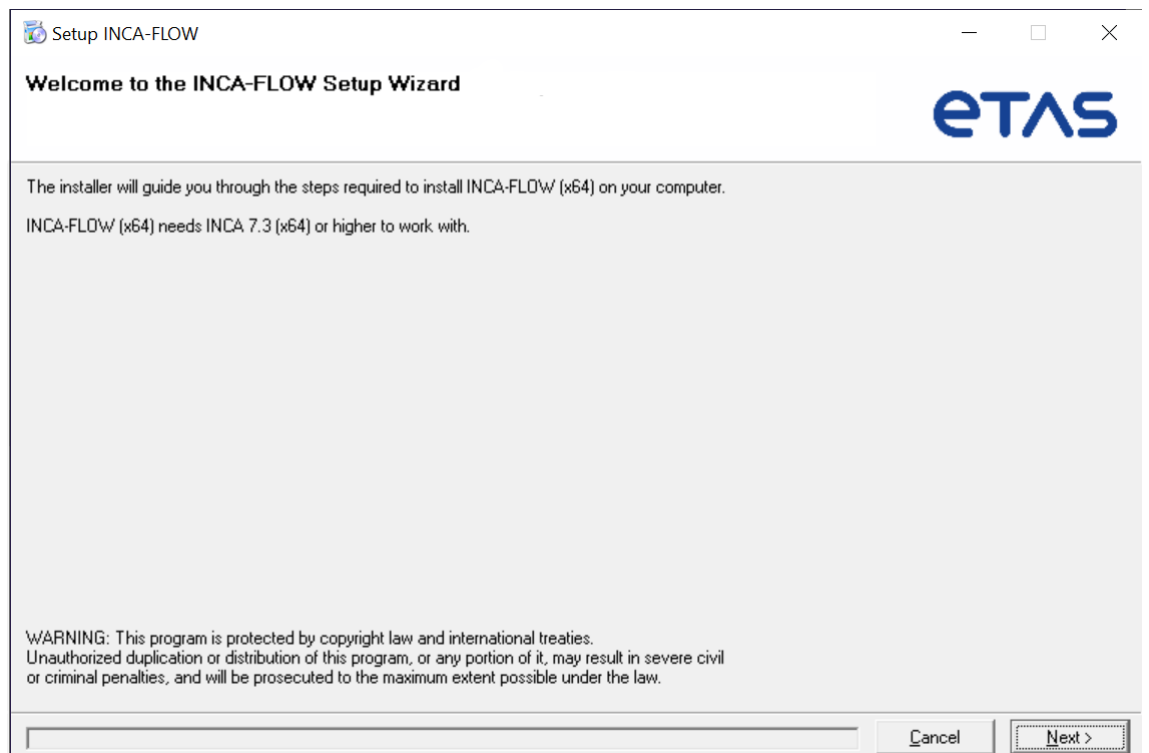 Setup INCA-FLOW
Welcome to the INCA-FLOW Setup Wizard
eTAS
The installer will guide you through the steps required to install INCA-FLOW (x64) on your computer.
INCA-FLOW (x64) needs INCA 7.3 (x64) or higher to work with.
WARNING: This program is protected by copyright law and international treaties.
Unauthorized duplication or distribution of this program, or any portion of it, may result in severe civil
or criminal penalties, and will be prosecuted to the maximum extent possible under the law.
Cancel
Next >